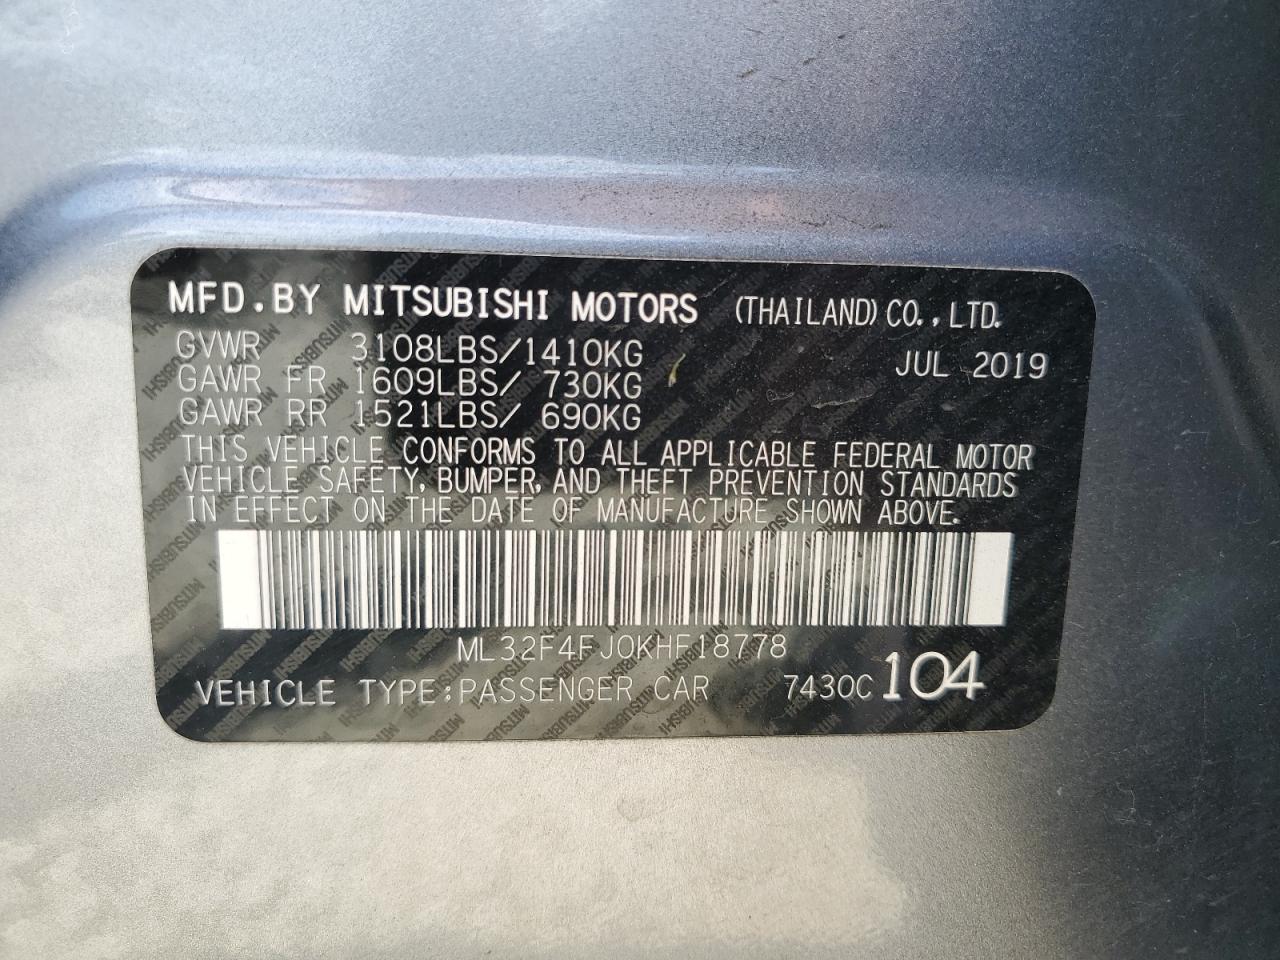 MFD.BY MITSUBISHI MOTORS (THAILAND) CO.,LTD.
GVWR 3108LBS/1410KG JUL 2019
GAWR FR 1609LBS/ 730KG
GAWR RR 1521LBS/ 690KG
THIS VEHICLE CONFORMS TO ALL APPLICABLE FEDERAL MOTOR
VEHICLE SAFETY, BUMPER, AND THEFT PREVENTION STANDARDS
IN EFFECT ON THE DATE OF MANUFACTURE SHOWN ABOVE.
ML32F4FJ0KHF18778
VEHICLE TYPE:PASSENGER CAR 7430C 104